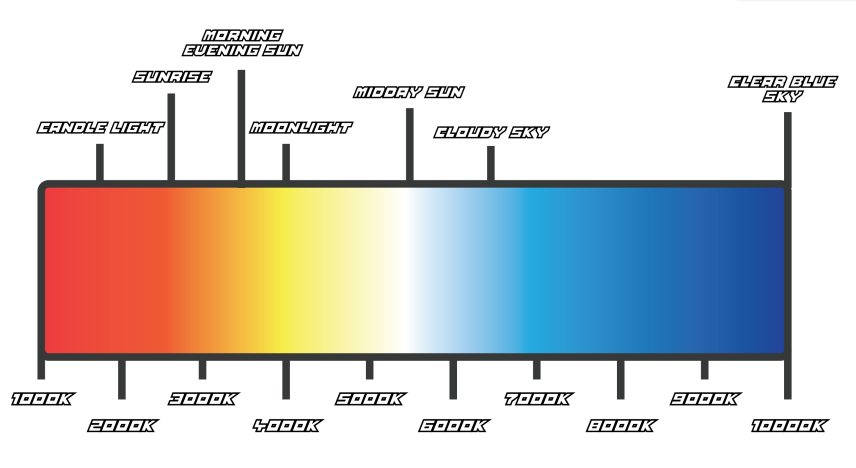 MORNING
EVENING SUN
SUNRISE
CLEAR BLUE
SKY
MIDDAY SUN
CANDLE LIGHT
MOONLIGHT
CLOUDY SKY
1000K
3000K
5000K
7000K
9000K
2000K
4000K
6000K
8000K
10000K